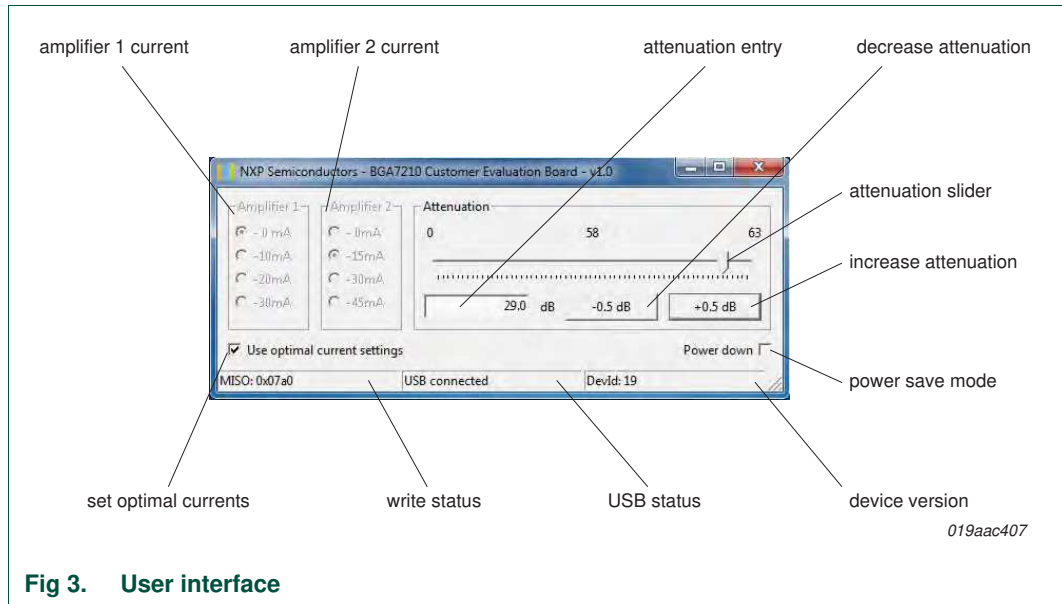 amplifier 1 current
amplifier 2 current
attenuation entry
decrease attenuation
NXP Semiconductors - BGA7210 Customer Evaluation Board - v1.0
Amplifier 1
Amplifier 2
Attenuation
0
58
63
attenuation slider
- 0 mA
- 0mA
-10mA
-15mA
increase attenuation
-20mA
-30mA
-30mA
-45mA
29.0 dB
-0.5 dB
+0.5 dB
Use optimal current settings
Power down
power save mode
MISO: 0x07a0
USB connected
DevId: 19
set optimal currents
write status
USB status
device version
019aac407
Fig 3. User interface